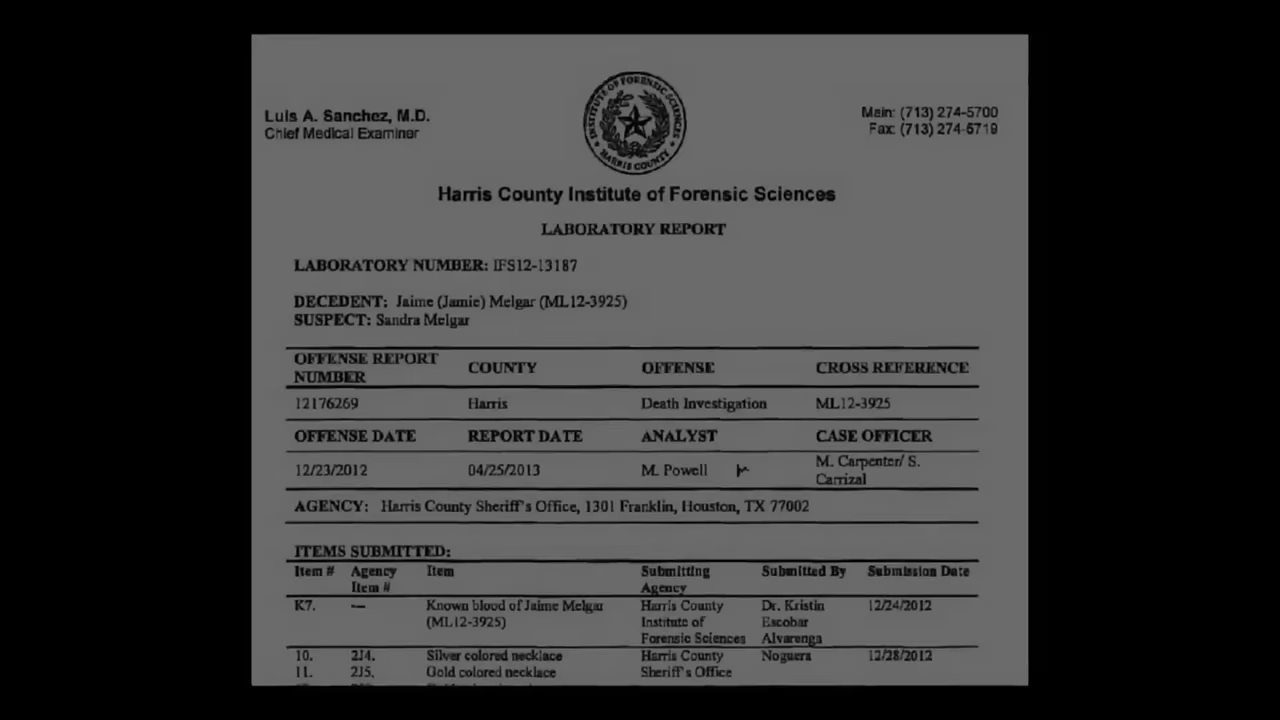 Luis A. Sanchez, M.D.
Chief Medical Examiner
INSTITUTE OF FORENSIC SCIENCES
HARRIS COUNTY
Main: (713) 274-5700
Fax: (713) 274-5719
Harris County Institute of Forensic Sciences
LABORATORY REPORT
LABORATORY NUMBER: IFS12-13187
DECEDENT: Jaime (Jamie) Melgar (ML12-3925)
SUSPECT: Sandra Melgar
OFFENSE REPORT NUMBER COUNTY OFFENSE CROSS REFERENCE
12176269 Harris Death Investigation ML12-3925
OFFENSE DATE REPORT DATE ANALYST CASE OFFICER
12/23/2012 04/25/2013 M. Powell M. Carpenter/ S. Carrizal
AGENCY: Harris County Sheriff's Office, 1301 Franklin, Houston, TX 77002
ITEMS SUBMITTED:
Item # Agency Item # Item Submitting Agency Submitted By Submission Date
K7. --- Known blood of Jaime Melgar (ML12-3925) Harris County Institute of Forensic Sciences Dr. Kristin Escobar Alvarenga 12/24/2012
10. 2J4. Silver colored necklace Harris County Noguera 12/28/2012
11. 2J5. Gold colored necklace Sheriff's Office